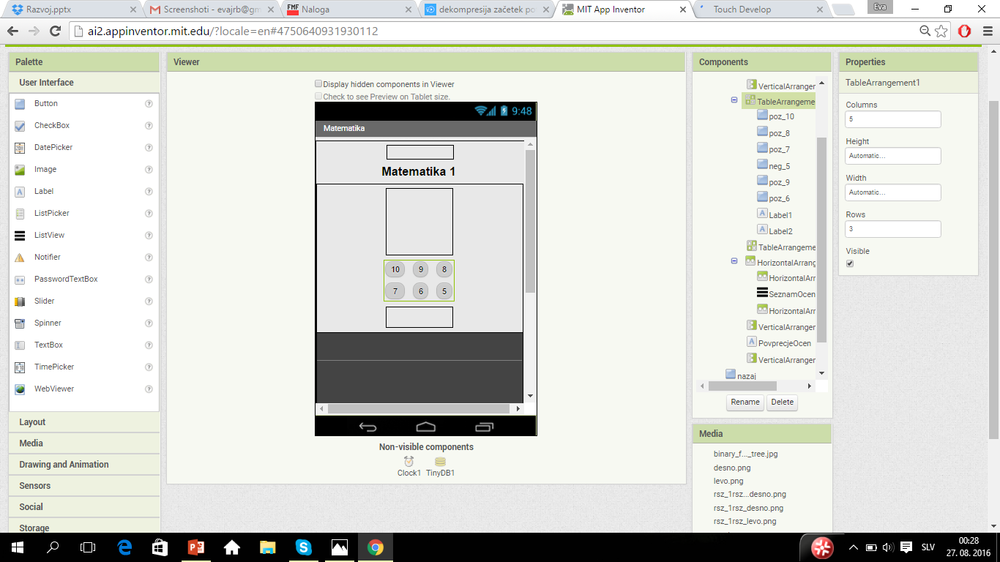 Razvoj.pptx
Screenshoti - evajrb@gm
FMF Naloga
dekompresija začetek po
MIT App Inventor
Touch Develop
Eva
ai2.appinventor.mit.edu/?locale=en#4750640931930112
Palette
User Interface
Button
CheckBox
DatePicker
Image
Label
ListPicker
ListView
Notifier
PasswordTextBox
Slider
Spinner
TextBox
TimePicker
WebViewer
Layout
Media
Drawing and Animation
Sensors
Social
Storage
Viewer
Display hidden components in Viewer
Check to see Preview on Tablet size.
9:48
Matematika
Matematika 1
10 9 8
7 6 5
Non-visible components
Clock1 TinyDB1
Components
VerticalArranger
TableArrangeme
poz_10
poz_8
poz_7
neg_5
poz_9
poz_6
Label1
Label2
TableArrangeme
HorizontalArrang
HorizontalArr
SeznamOcen
HorizontalArr
VerticalArranger
PovprecjeOcen
VerticalArranger
nazaj
Rename Delete
Media
binary_f..._tree.jpg
desno.png
levo.png
rsz_1rsz...desno.png
rsz_1rsz_desno.png
rsz_1rsz_levo.png
Properties
TableArrangement1
Columns
5
Height
Automatic...
Width
Automatic...
Rows
3
Visible
SLV
00:28
27. 08. 2016